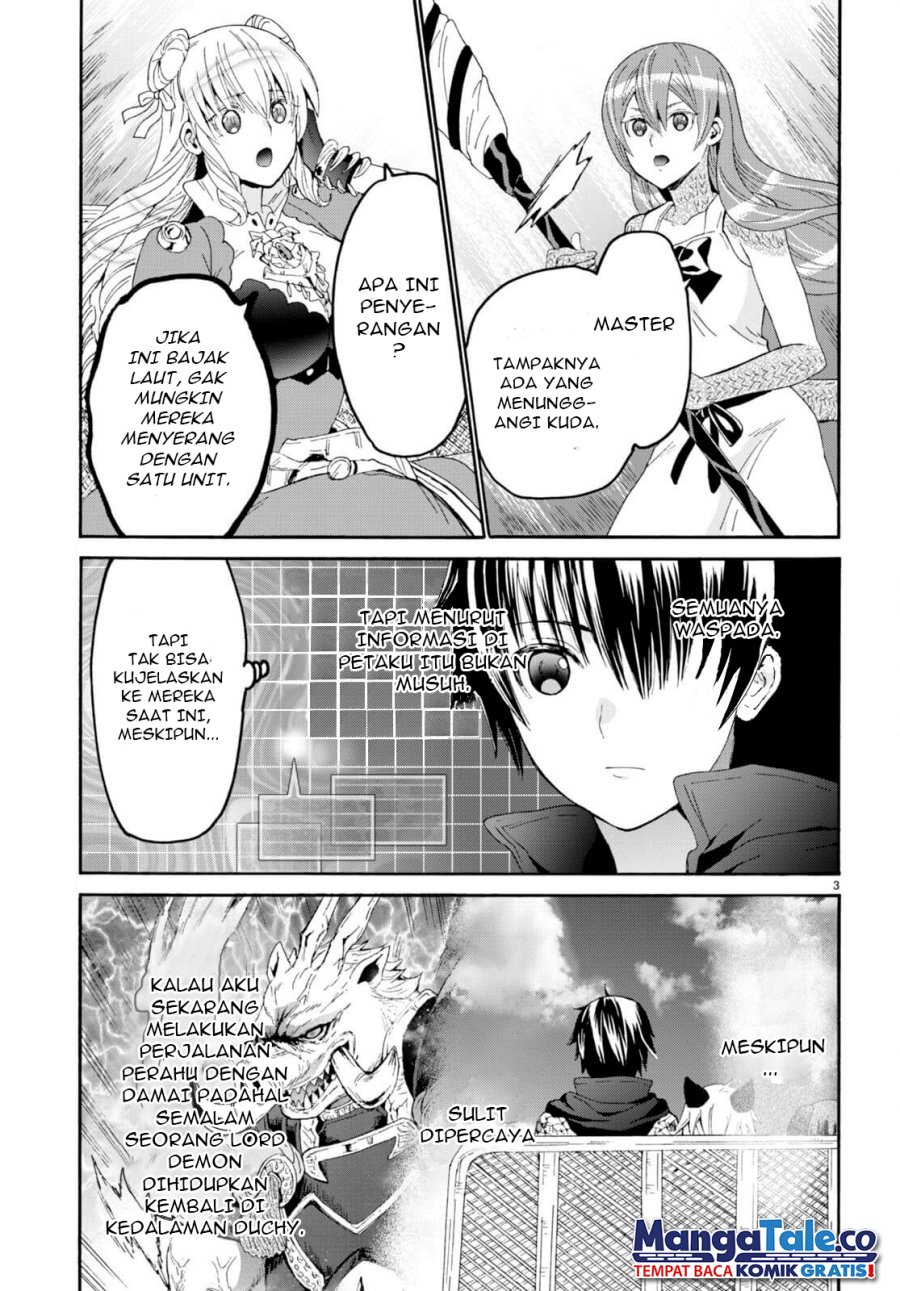 MASTER
TAMPAKNYA
ADA YANG
MENUNGG-
ANGI KUDA.
APA INI
PENYE-
RANGAN
?
JIKA
INI BAJAK
LAUT, GAK
MUNGKIN
MEREKA
MENYERANG
DENGAN
SATU UNIT.
SEMUANYA
WASPADA.
TAPI MENURUT
INFORMASI DI
PETAKU ITU BUKAN
MUSUH.
TAPI
TAK BISA
KUJELASKAN
KE MEREKA
SAAT INI,
MESKIPUN...
3
MESKIPUN
...
SULIT
DIPERCAYA
KALAU AKU
SEKARANG
MELAKUKAN
PERJALANAN
PERAHU DENGAN
DAMAI PADAHAL
SEMALAM
SEORANG LORD
DEMON
DIHIDUPKAN
KEMBALI DI
KEDALAMAN DUCHY.
MangaTale.co
TEMPAT BACA KOMIK GRATIS!